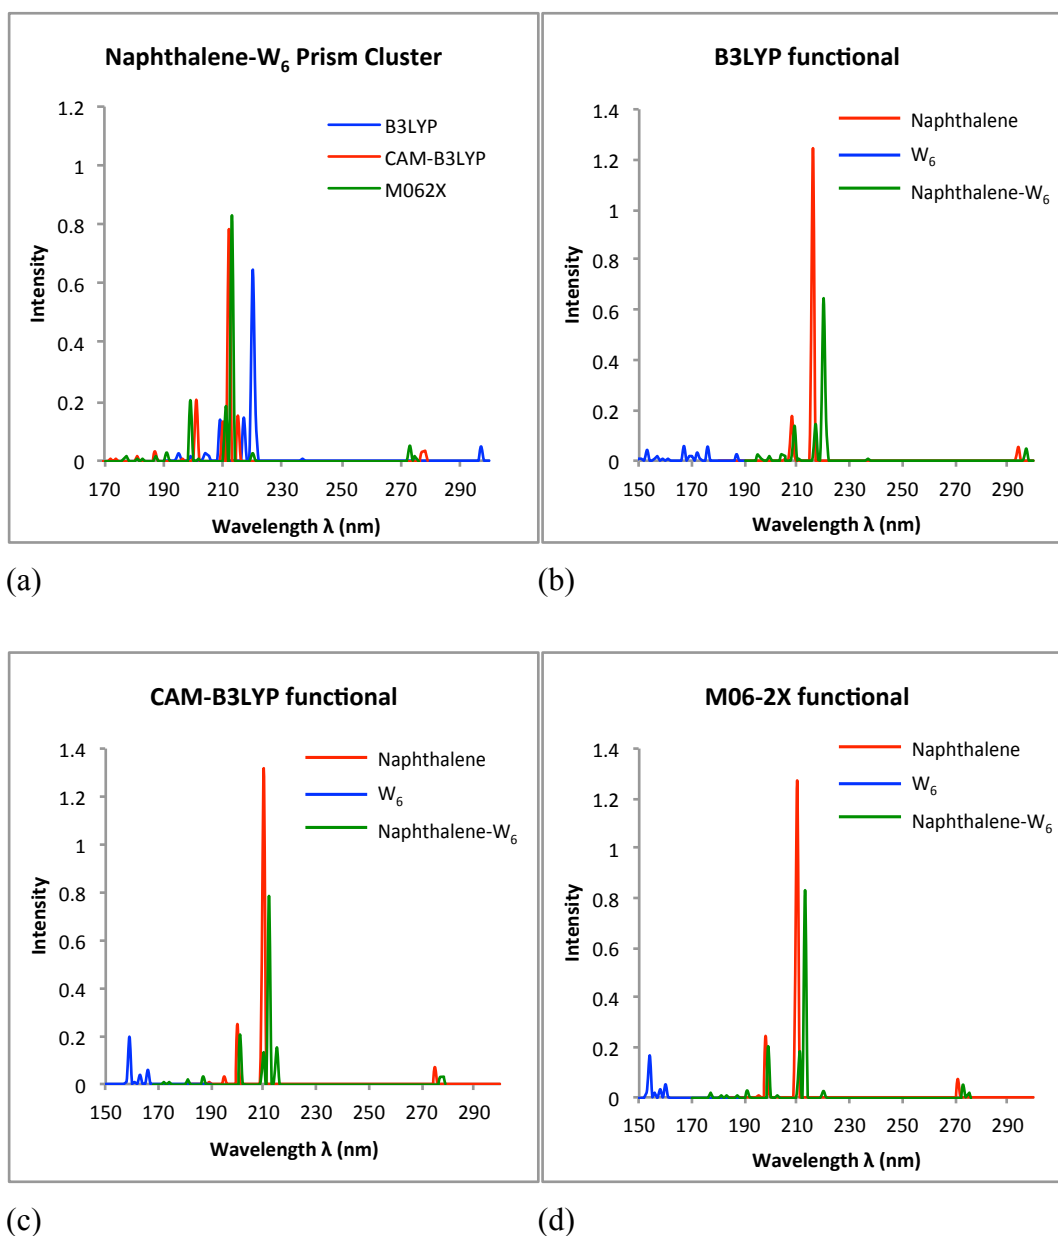 Naphthalene-W6 Prism Cluster
1.2
1
0.8
0.6
0.4
0.2
0
Intensity
B3LYP
CAM-B3LYP
M062X
170 190 210 230 250 270 290
Wavelength λ (nm)
(a)
B3LYP functional
1.4
1.2
1
0.8
0.6
0.4
0.2
0
Intensity
Naphthalene
W6
Naphthalene-W6
150 170 190 210 230 250 270 290
Wavelength λ (nm)
(b)
CAM-B3LYP functional
1.4
1.2
1
0.8
0.6
0.4
0.2
0
Intensity
Naphthalene
W6
Naphthalene-W6
150 170 190 210 230 250 270 290
Wavelength λ (nm)
(c)
M06-2X functional
1.4
1.2
1
0.8
0.6
0.4
0.2
0
Intensity
Naphthalene
W6
Naphthalene-W6
150 170 190 210 230 250 270 290
Wavelength λ (nm)
(d)